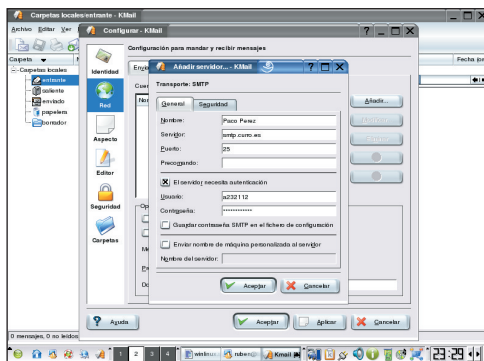 Carpetas locales/entrante - KMail
Archivo Editar Ver
Carpeta
Carpetas locales
entrante
saliente
enviado
papelera
borrador
Fecha
Configurar - KMail
Configuración para mandar y recibir mensajes
Identidad
Red
Aspecto
Editor
Seguridad
Carpetas
Añadir...
Añadir servidor... - KMail
Transporte: SMTP
General
Seguridad
Nombre: Paco Perez
Servidor: smtp.curro.es
Puerto: 25
Precomando:
El servidor necesita autenticación
Usuario: a232112
Contraseña: ************
Guardar contraseña SMTP en el fichero de configuración
Enviar nombre de máquina personalizada al servidor
Nombre del servidor:
Aceptar
Cancelar
Ayuda
Aceptar
Aplicar
Cancelar
0 mensajes, 0 no leídos
1 2 3 4
Kmail
23:29